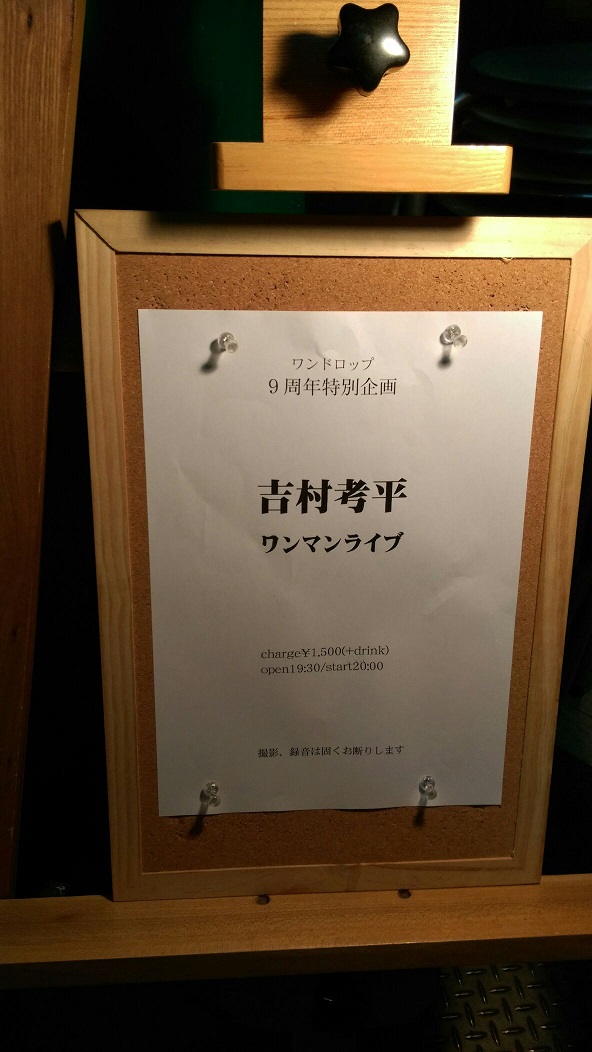 ワンドロップ
９周年特別企画
吉村考平
ワンマンライブ
charge¥1,500(+drink)
open19:30/start20:00
撮影、録音は固くお断りします